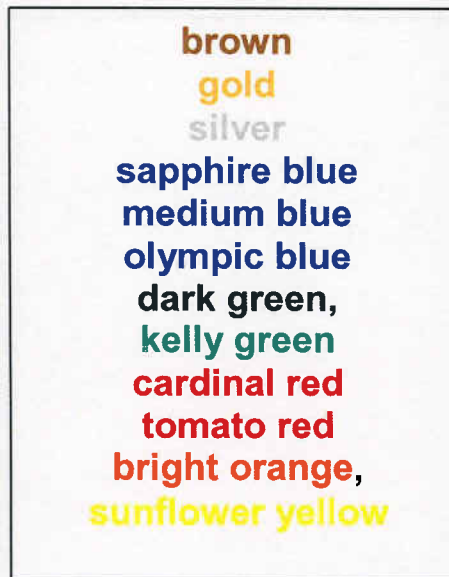 brown
gold
silver
sapphire blue
medium blue
olympic blue
dark green,
kelly green
cardinal red
tomato red
bright orange,
sunflower yellow